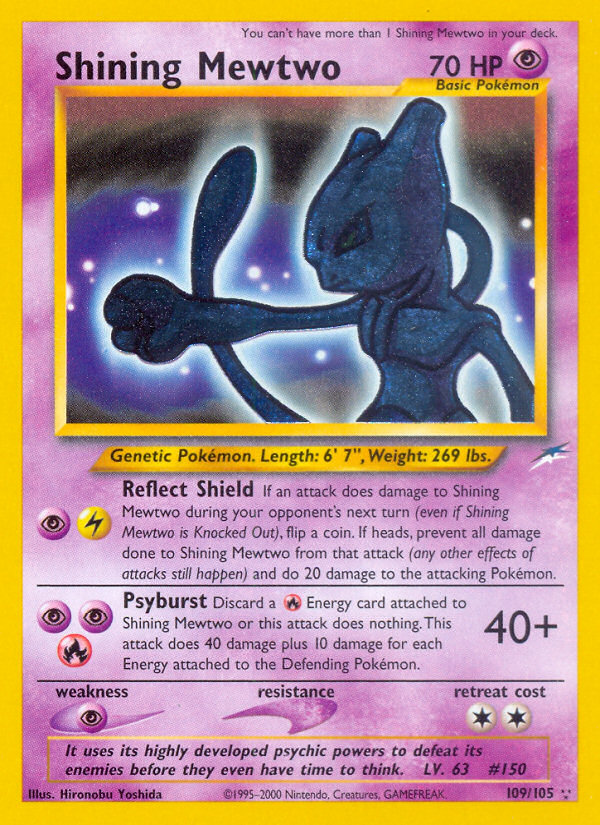 You can't have more than 1 Shining Mewtwo in your deck.
Shining Mewtwo
70 HP
Basic Pokémon
Genetic Pokémon. Length: 6' 7", Weight: 269 lbs.
Reflect Shield If an attack does damage to Shining
Mewtwo during your opponent's next turn (even if Shining
Mewtwo is Knocked Out), flip a coin. If heads, prevent all damage
done to Shining Mewtwo from that attack (any other effects of
attacks still happen) and do 20 damage to the attacking Pokémon.
Psyburst Discard a Energy card attached to
Shining Mewtwo or this attack does nothing. This
attack does 40 damage plus 10 damage for each
Energy attached to the Defending Pokémon.
40+
weakness
resistance
retreat cost
It uses its highly developed psychic powers to defeat its
enemies before they even have time to think. LV. 63 #150
Illus. Hironobu Yoshida
©1995-2000 Nintendo, Creatures, GAMEFREAK.
109/105